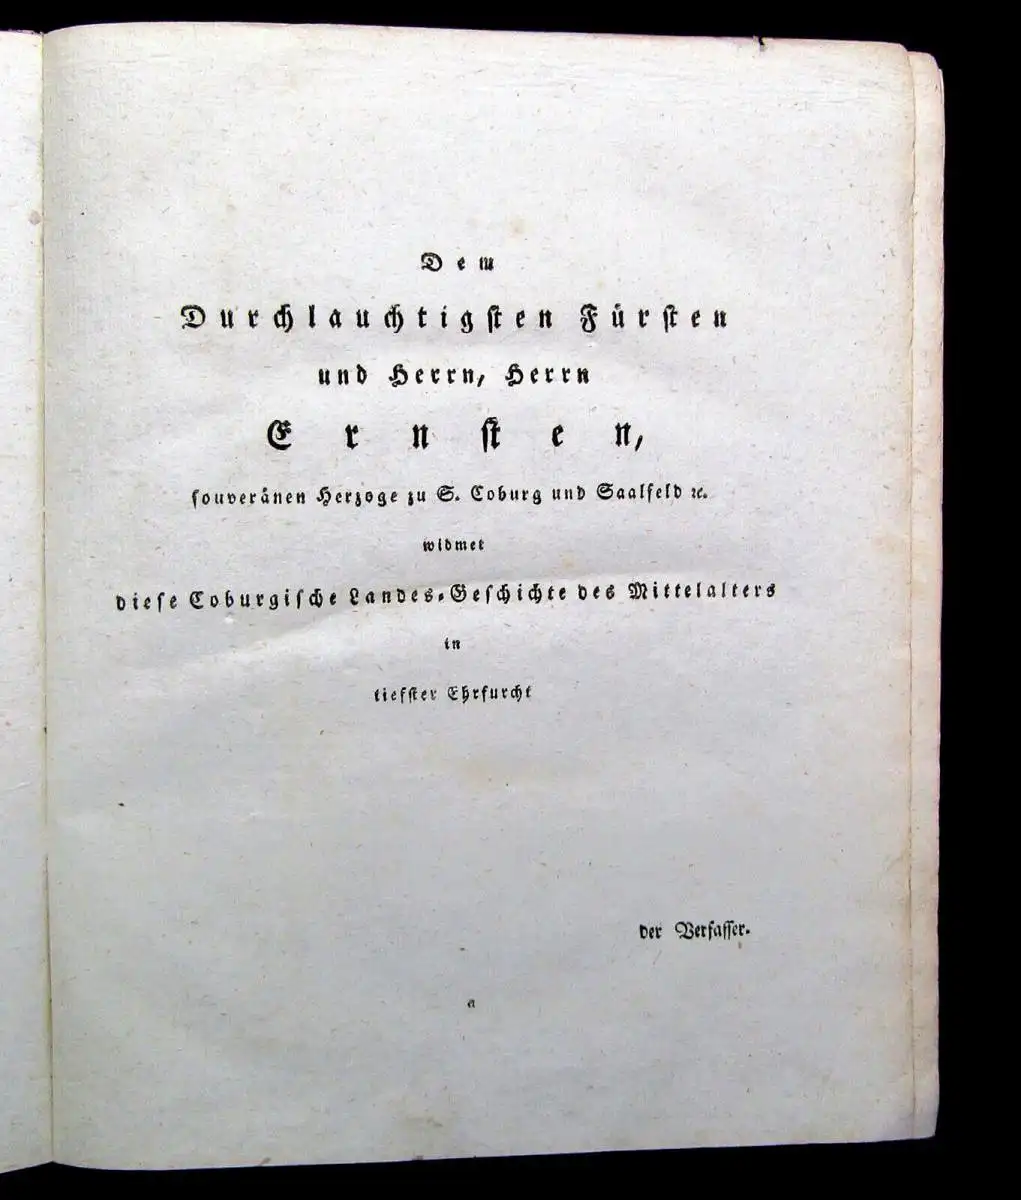 Dem
Durchlauchtigsten Fürsten
und Herrn, Herrn
Ernsten,
souveränen Herzoge zu S. Coburg und Saalfeld ꝛc.
widmet
diese Coburgische Landes-Geschichte des Mittelalters
in
tiefster Ehrfurcht
der Verfasser.
a